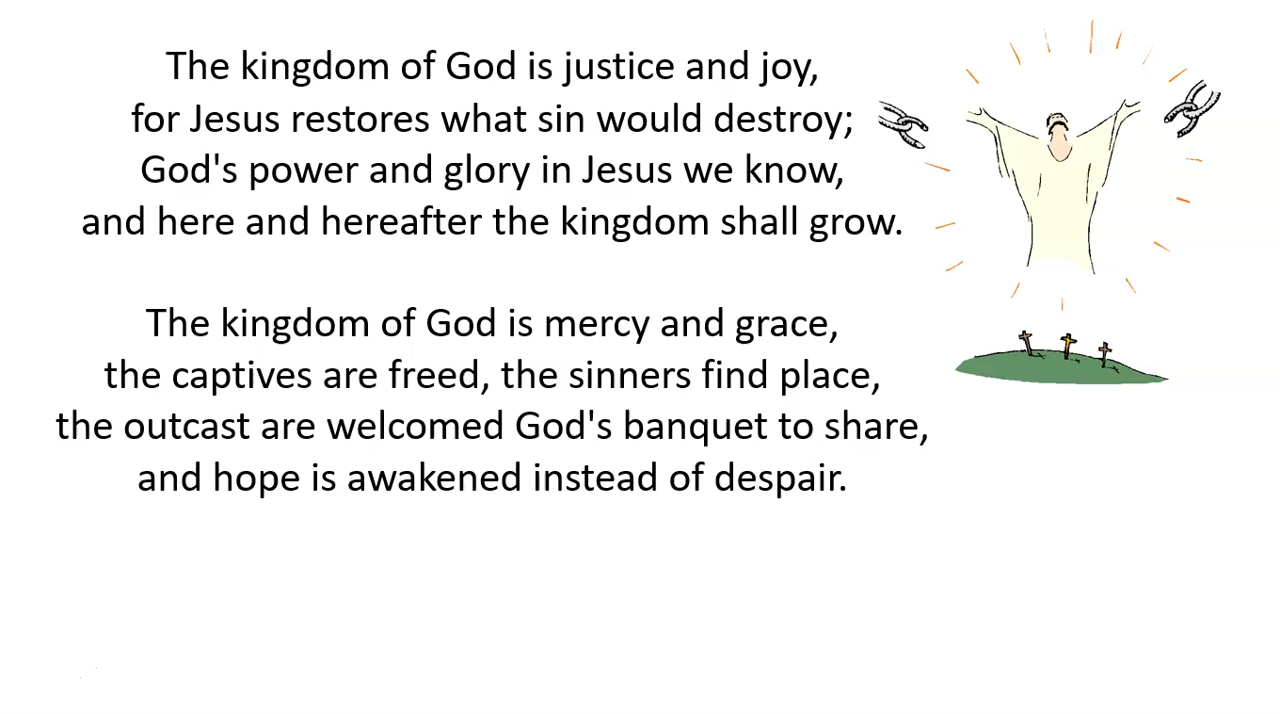 The kingdom of God is justice and joy,
for Jesus restores what sin would destroy;
God's power and glory in Jesus we know,
and here and hereafter the kingdom shall grow.
The kingdom of God is mercy and grace,
the captives are freed, the sinners find place,
the outcast are welcomed God's banquet to share,
and hope is awakened instead of despair.